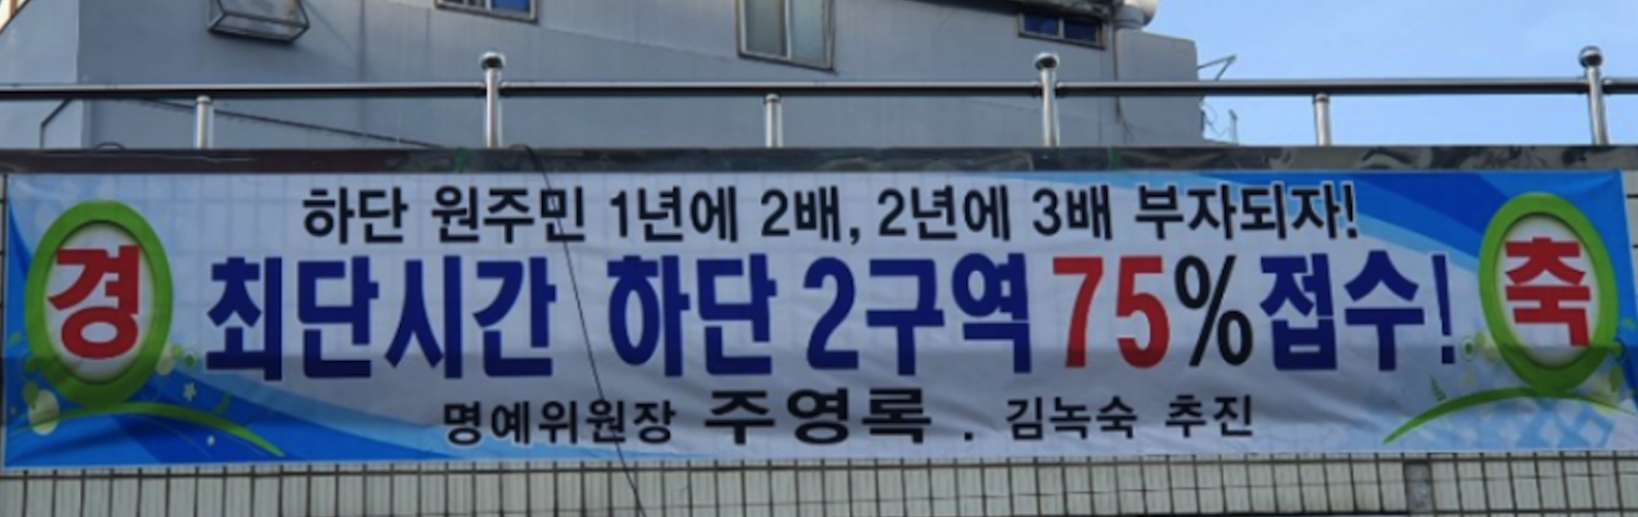 하단 원주민 1년에 2배, 2년에 3배 부자되자!
경 최단시간 하단 2구역 75% 접수! 축
명예위원장 주영록 . 김녹숙 추진